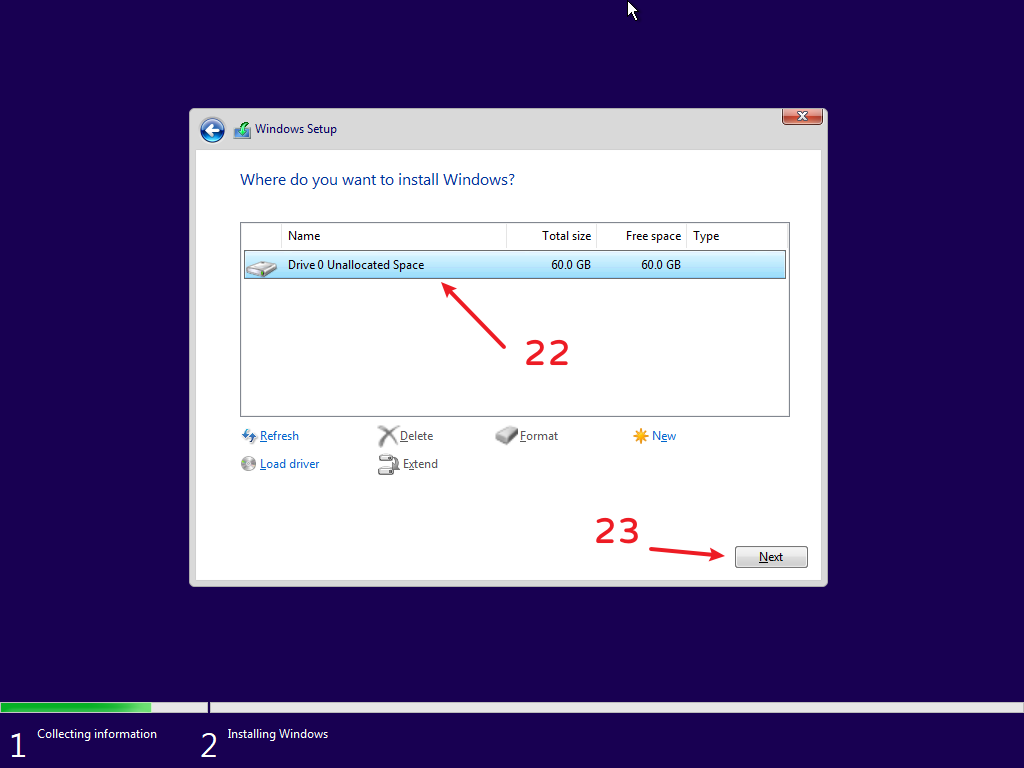 Windows Setup
Where do you want to install Windows?
Name Total size Free space Type
Drive 0 Unallocated Space 60.0 GB 60.0 GB
22
Refresh Delete Format New
Load driver Extend
23
Next
1 Collecting information 2 Installing Windows